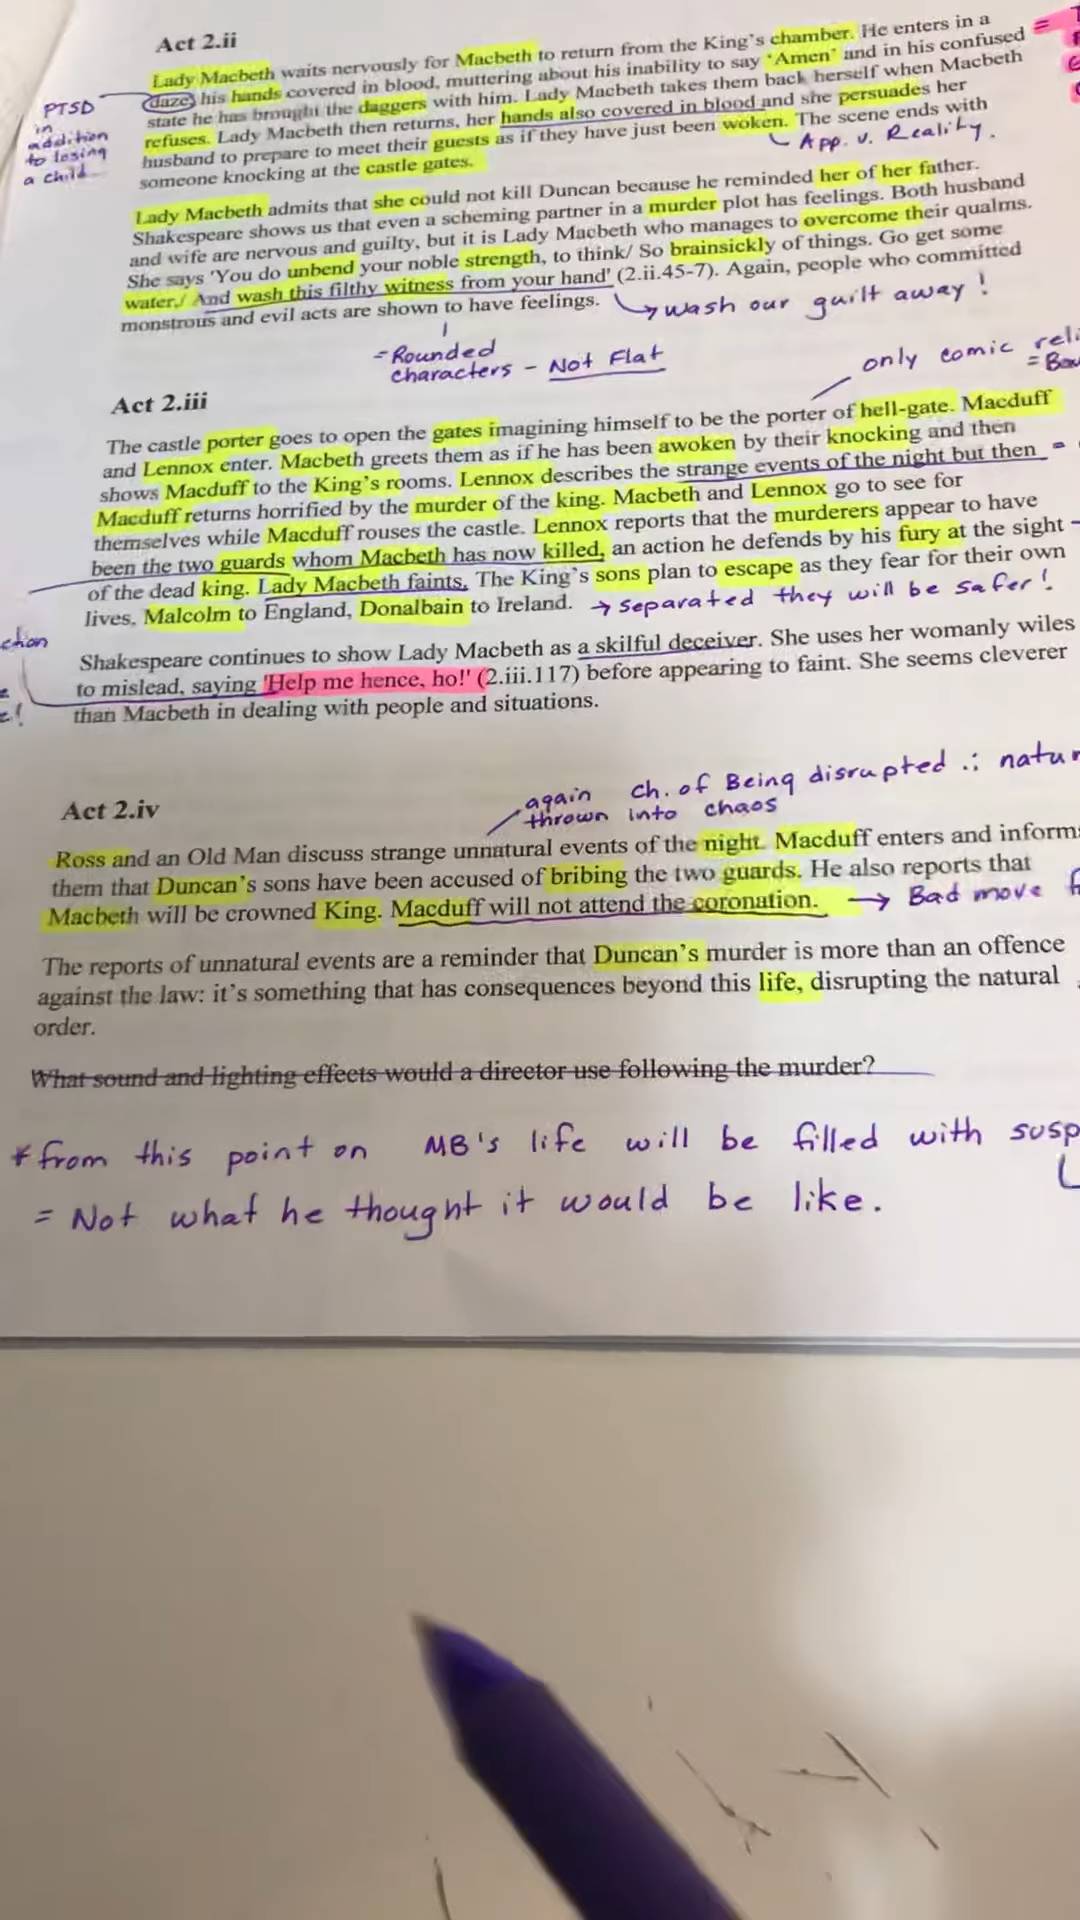 Act 2.ii
Lady Macbeth waits nervously for Macbeth to return from the King's chamber. He enters in a
daze, his hands covered in blood, muttering about his inability to say 'Amen' and in his confused
state he has brought the daggers with him. Lady Macbeth takes them back herself when Macbeth
refuses. Lady Macbeth then returns, her hands also covered in blood and she persuades her
husband to prepare to meet their guests as if they have just been woken. The scene ends with
someone knocking at the castle gates.
PTSD
in
addition
to losing
a child
App. v. Reality.
Lady Macbeth admits that she could not kill Duncan because he reminded her of her father.
Shakespeare shows us that even a scheming partner in a murder plot has feelings. Both husband
and wife are nervous and guilty, but it is Lady Macbeth who manages to overcome their qualms.
She says 'You do unbend your noble strength, to think/ So brainsickly of things. Go get some
water,/ And wash this filthy witness from your hand' (2.ii.45-7). Again, people who committed
monstrous and evil acts are shown to have feelings.
→ wash our guilt away!
= Rounded
characters - Not Flat
only comic
=
Act 2.iii
The castle porter goes to open the gates imagining himself to be the porter of hell-gate. Macduff
and Lennox enter. Macbeth greets them as if he has been awoken by their knocking and then
shows Macduff to the King's rooms. Lennox describes the strange events of the night but then =
Macduff returns horrified by the murder of the king. Macbeth and Lennox go to see for
themselves while Macduff rouses the castle. Lennox reports that the murderers appear to have
been the two guards whom Macbeth has now killed, an action he defends by his fury at the sight
of the dead king. Lady Macbeth faints. The King's sons plan to escape as they fear for their own
lives, Malcolm to England, Donalbain to Ireland. → separated they will be safer!
Shakespeare continues to show Lady Macbeth as a skilful deceiver. She uses her womanly wiles
to mislead, saying 'Help me hence, ho!' (2.iii.117) before appearing to faint. She seems cleverer
than Macbeth in dealing with people and situations.
again ch. of Being disrupted ∴
thrown into chaos
Act 2.iv
Ross and an Old Man discuss strange unnatural events of the night. Macduff enters and informs
them that Duncan's sons have been accused of bribing the two guards. He also reports that
Macbeth will be crowned King. Macduff will not attend the coronation. → Bad move
The reports of unnatural events are a reminder that Duncan's murder is more than an offence
against the law: it's something that has consequences beyond this life, disrupting the natural
order.
What sound and lighting effects would a director use following the murder?
* from this point on MB's life will be filled with susp
= Not what he thought it would be like.